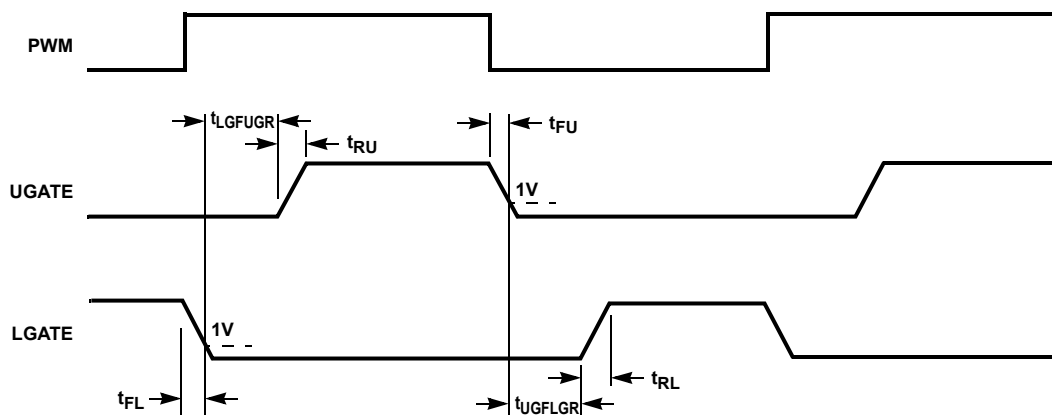 PWM
tLGFUGR
tRU
tFU
UGATE
1V
LGATE
1V
tFL
tUGFLGR
tRL